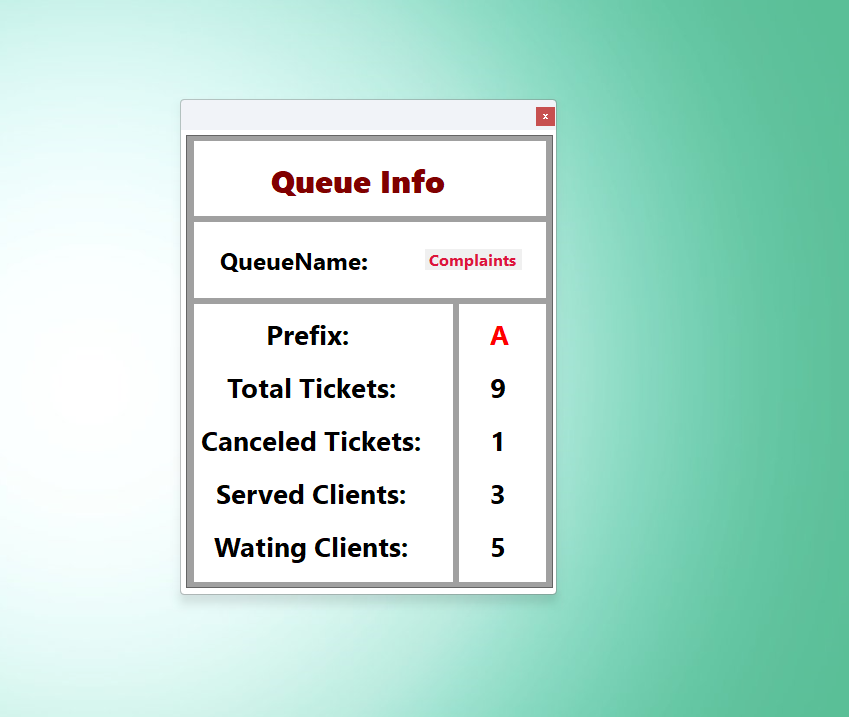 x
Queue Info
QueueName: Complaints
Prefix: A
Total Tickets: 9
Canceled Tickets: 1
Served Clients: 3
Wating Clients: 5